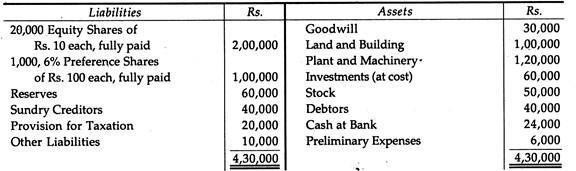 Liabilities Rs. Assets Rs.
20,000 Equity Shares of Goodwill 30,000
Rs. 10 each, fully paid 2,00,000 Land and Building 1,00,000
1,000, 6% Preference Shares Plant and Machinery 1,20,000
of Rs. 100 each, fully paid 1,00,000 Investments (at cost) 60,000
Reserves 60,000 Stock 50,000
Sundry Creditors 40,000 Debtors 40,000
Provision for Taxation 20,000 Cash at Bank 24,000
Other Liabilities 10,000 Preliminary Expenses 6,000
4,30,000 4,30,000